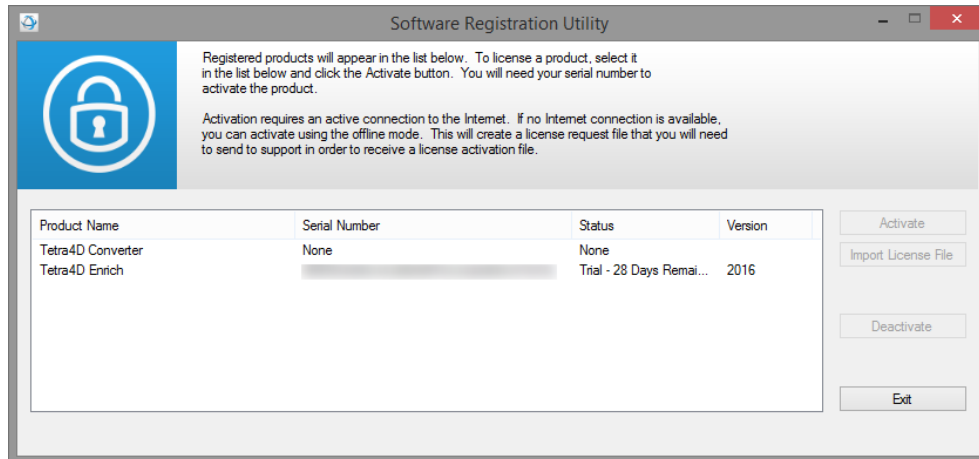 Software Registration Utility
Registered products will appear in the list below. To license a product, select it
in the list below and click the Activate button. You will need your serial number to
activate the product.
Activation requires an active connection to the Internet. If no Internet connection is available,
you can activate using the offline mode. This will create a license request file that you will need
to send to support in order to receive a license activation file.
Product Name Serial Number Status Version
Activate
Tetra4D Converter None None
Import License File
Tetra4D Enrich Trial - 28 Days Remai... 2016
Deactivate
Exit